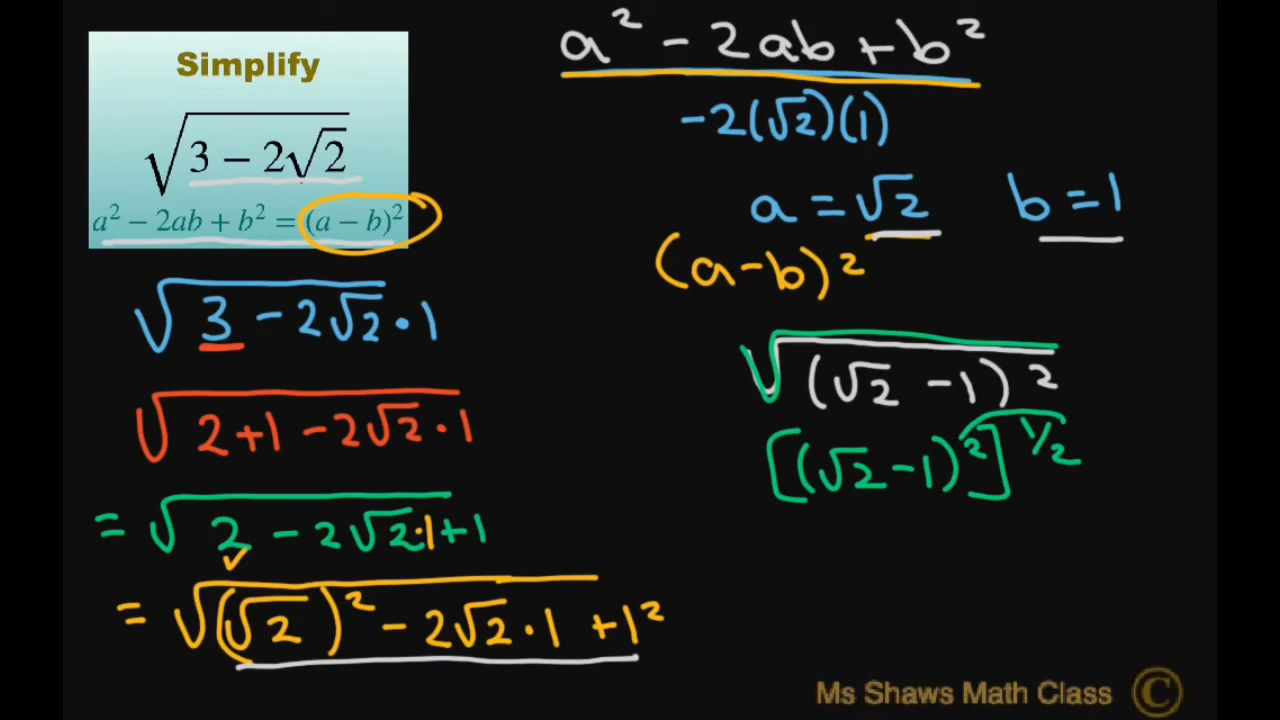 Simplify
√(3 − 2√2)
a² − 2ab + b² = (a − b)²
√(3 − 2√2 · 1)
√(2 + 1 − 2√2 · 1)
= √(2 − 2√2 · 1 + 1)
= √((√2)² − 2√2 · 1 + 1²)
a² − 2ab + b²
−2(√2)(1)
a = √2 b = 1
(a − b)²
√((√2 − 1)²)
[(√2 − 1)²]^1/2
Ms Shaws Math Class ©